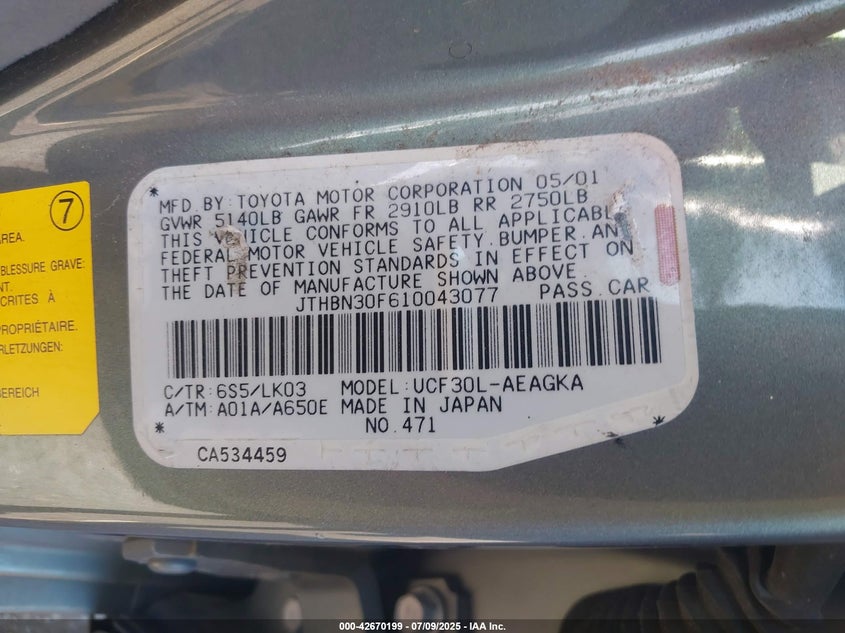 7
AREA.
BLESSURE GRAVE:
ENT.
CRITES À
PROPRIÉTAIRE.
RLETZUNGEN:
BEREICH
* MFD.BY:TOYOTA MOTOR CORPORATION 05/01
GVWR 5140LB GAWR FR 2910LB RR 2750LB
THIS VEHICLE CONFORMS TO ALL APPLICABLE
FEDERAL MOTOR VEHICLE SAFETY.BUMPER.AND
THEFT PREVENTION STANDARDS IN EFFECT ON
THE DATE OF MANUFACTURE SHOWN ABOVE.
JTHBN30F610043077 PASS.CAR
C/TR:6S5/LK03 MODEL:UCF30L-AEAGKA
A/TM:A01A/A650E MADE IN JAPAN
* NO.471 *
CA534459
000-42670199 - 07/09/2025 - IAA, Inc.